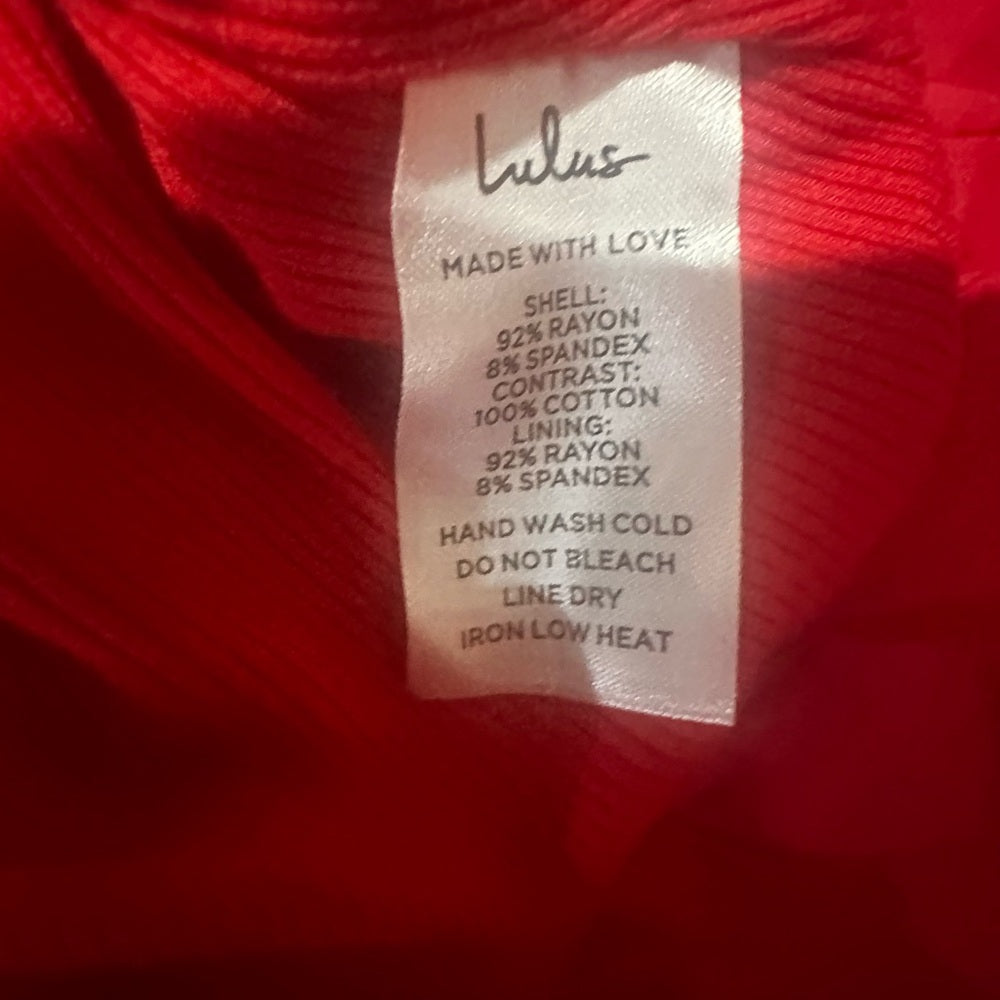 Lulus
MADE WITH LOVE
SHELL:
92% RAYON
8% SPANDEX
CONTRAST:
100% COTTON
LINING:
92% RAYON
8% SPANDEX
HAND WASH COLD
DO NOT BLEACH
LINE DRY
IRON LOW HEAT